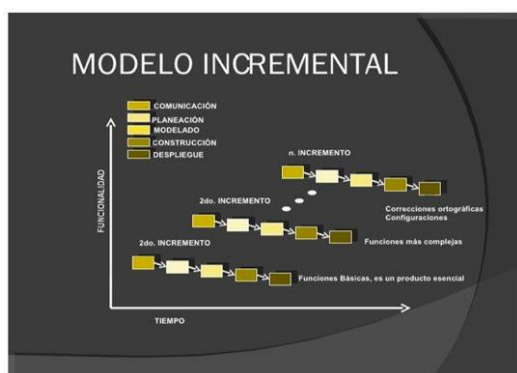 MODELO INCREMENTAL
COMUNICACIÓN
PLANEACIÓN
MODELADO
CONSTRUCCIÓN
DESPLIEGUE
FUNCIONALIDAD
n. INCREMENTO
Correcciones ortográficas
Configuraciones
2do. INCREMENTO
Funciones más complejas
2do. INCREMENTO
Funciones Básicas, es un producto esencial
TIEMPO